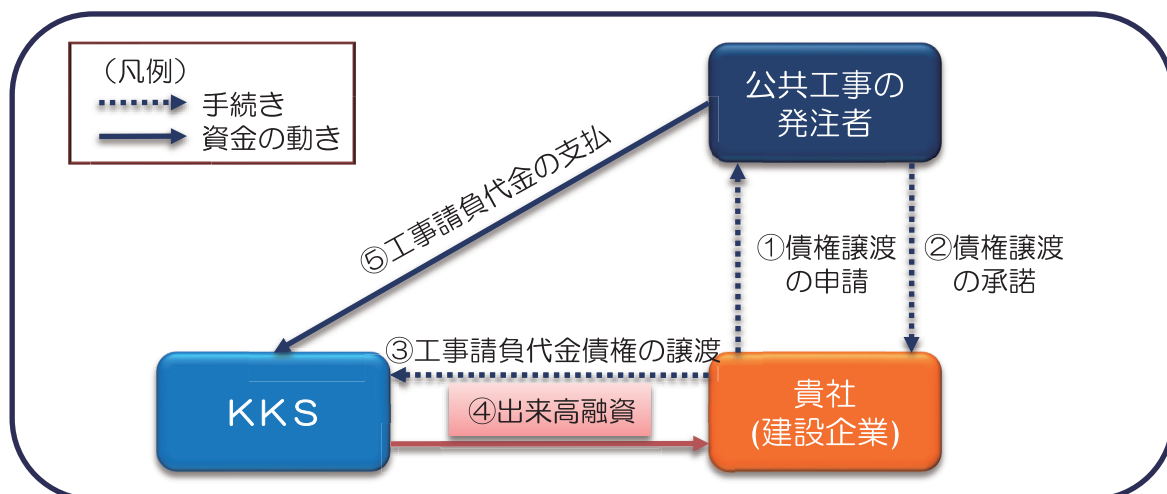 (凡例)
手続き
資金の動き
公共工事の
発注者
⑤工事請負代金の支払
①債権譲渡
の申請
②債権譲渡
の承諾
③工事請負代金債権の譲渡
KKS
④出来高融資
貴社
(建設企業)